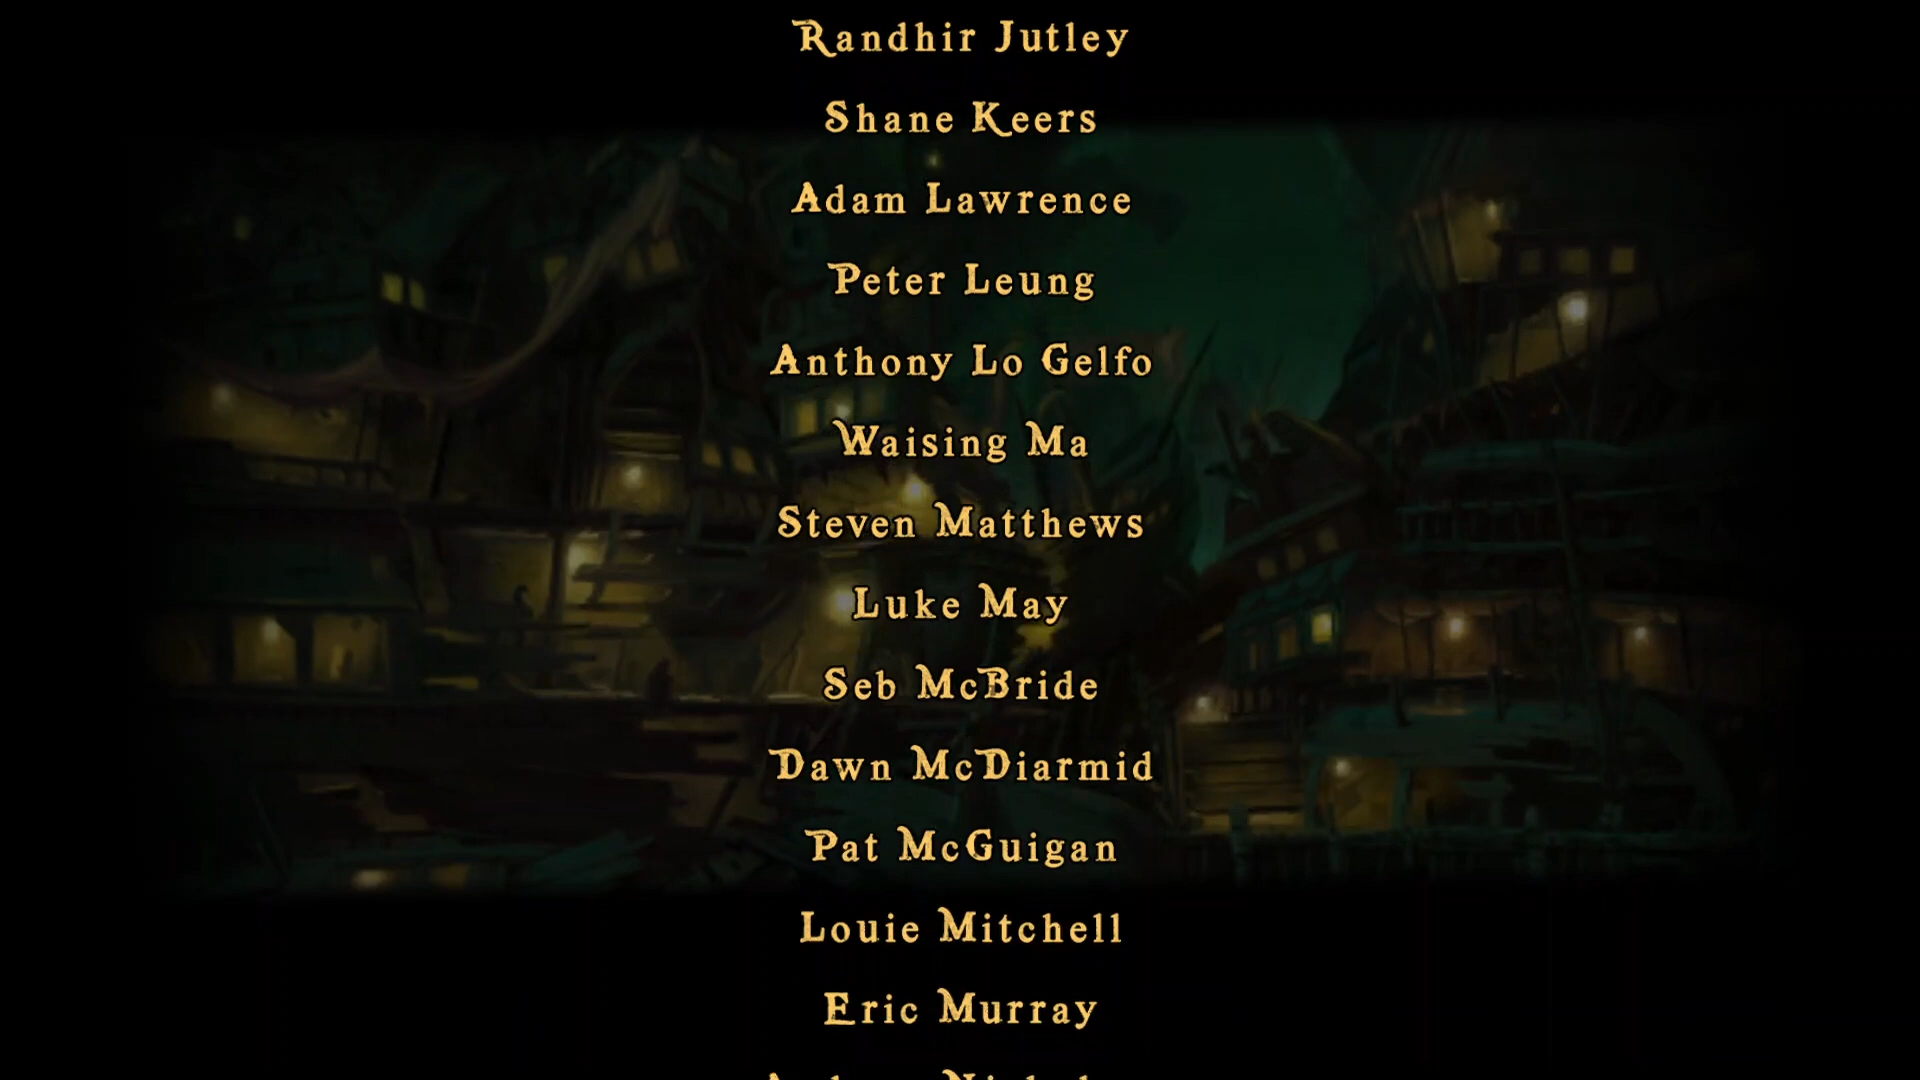 Randhir Jutley
Shane Keers
Adam Lawrence
Peter Leung
Anthony Lo Gelfo
Waising Ma
Steven Matthews
Luke May
Seb McBride
Dawn McDiarmid
Pat McGuigan
Louie Mitchell
Eric Murray